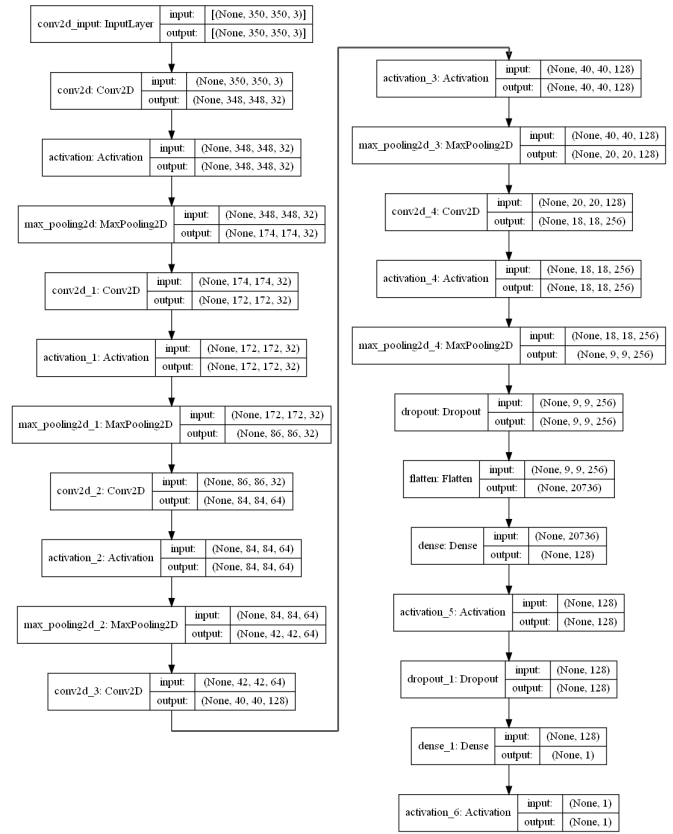 conv2d_input: InputLayer
input: [(None, 350, 350, 3)]
output: [(None, 350, 350, 3)]
conv2d: Conv2D
input: (None, 350, 350, 3)
output: (None, 348, 348, 32)
activation: Activation
input: (None, 348, 348, 32)
output: (None, 348, 348, 32)
max_pooling2d: MaxPooling2D
input: (None, 348, 348, 32)
output: (None, 174, 174, 32)
conv2d_1: Conv2D
input: (None, 174, 174, 32)
output: (None, 172, 172, 32)
activation_1: Activation
input: (None, 172, 172, 32)
output: (None, 172, 172, 32)
max_pooling2d_1: MaxPooling2D
input: (None, 172, 172, 32)
output: (None, 86, 86, 32)
conv2d_2: Conv2D
input: (None, 86, 86, 32)
output: (None, 84, 84, 64)
activation_2: Activation
input: (None, 84, 84, 64)
output: (None, 84, 84, 64)
max_pooling2d_2: MaxPooling2D
input: (None, 84, 84, 64)
output: (None, 42, 42, 64)
conv2d_3: Conv2D
input: (None, 42, 42, 64)
output: (None, 40, 40, 128)
activation_3: Activation
input: (None, 40, 40, 128)
output: (None, 40, 40, 128)
max_pooling2d_3: MaxPooling2D
input: (None, 40, 40, 128)
output: (None, 20, 20, 128)
conv2d_4: Conv2D
input: (None, 20, 20, 128)
output: (None, 18, 18, 256)
activation_4: Activation
input: (None, 18, 18, 256)
output: (None, 18, 18, 256)
max_pooling2d_4: MaxPooling2D
input: (None, 18, 18, 256)
output: (None, 9, 9, 256)
dropout: Dropout
input: (None, 9, 9, 256)
output: (None, 9, 9, 256)
flatten: Flatten
input: (None, 9, 9, 256)
output: (None, 20736)
dense: Dense
input: (None, 20736)
output: (None, 128)
activation_5: Activation
input: (None, 128)
output: (None, 128)
dropout_1: Dropout
input: (None, 128)
output: (None, 128)
dense_1: Dense
input: (None, 128)
output: (None, 1)
activation_6: Activation
input: (None, 1)
output: (None, 1)